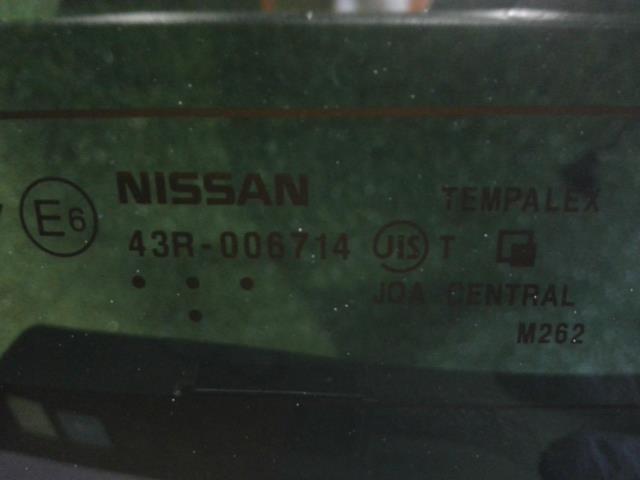 NISSAN
TEMPALEX
E6
43R-006714
JIS T
JQA CENTRAL
M262